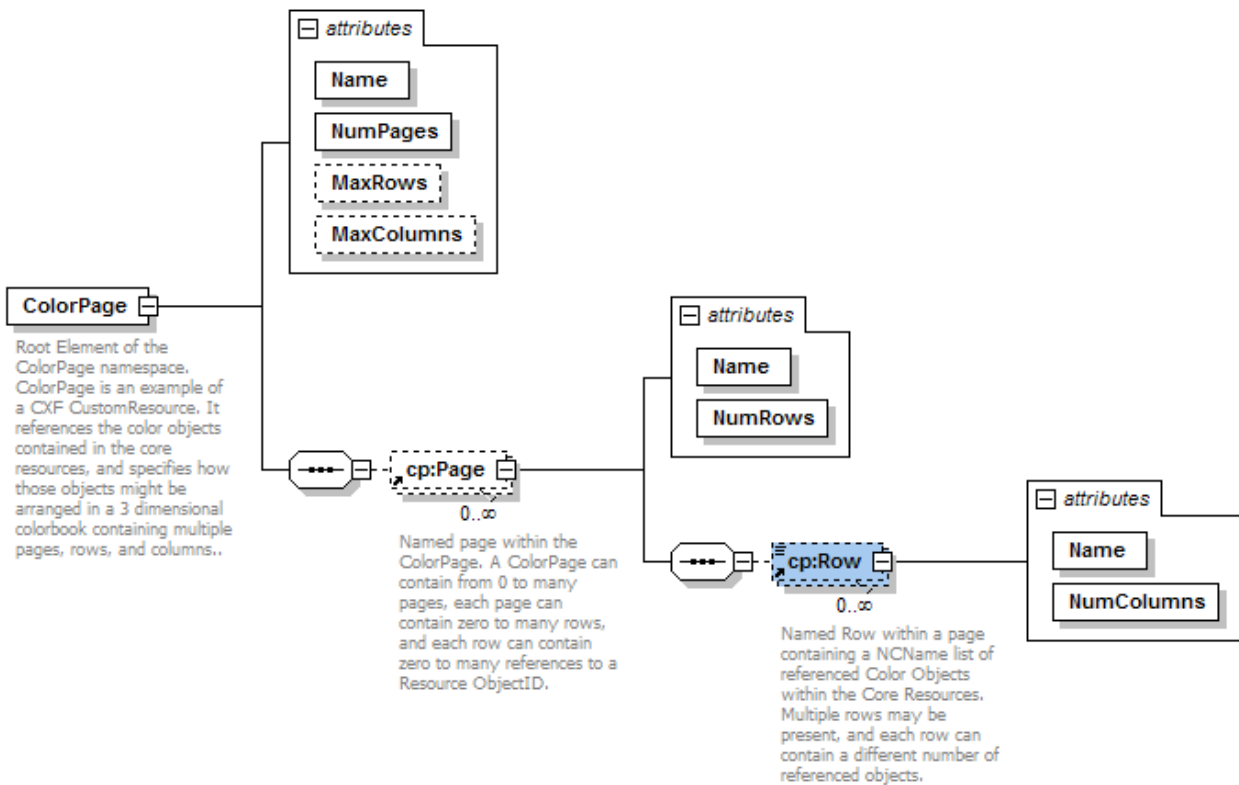 attributes
Name
NumPages
MaxRows
MaxColumns
ColorPage
Root Element of the
ColorPage namespace.
ColorPage is an example of
a CXF CustomResource. It
references the color objects
contained in the core
resources, and specifies how
those objects might be
arranged in a 3 dimensional
colorbook containing multiple
pages, rows, and columns..
attributes
Name
NumRows
cp:Page
0..∞
Named page within the
ColorPage. A ColorPage can
contain from 0 to many
pages, each page can
contain zero to many rows,
and each row can contain
zero to many references to a
Resource ObjectID.
attributes
Name
NumColumns
cp:Row
0..∞
Named Row within a page
containing a NCName list of
referenced Color Objects
within the Core Resources.
Multiple rows may be
present, and each row can
contain a different number of
referenced objects.